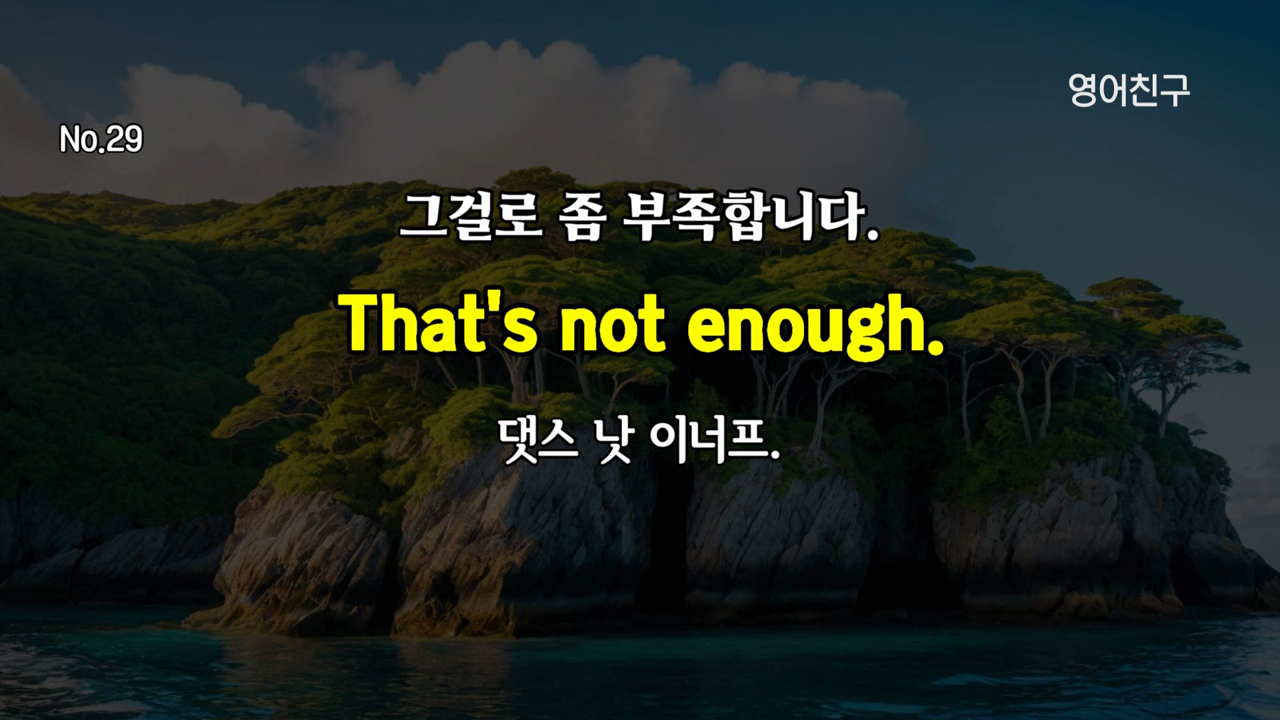 영어친구
No.29
그걸로 좀 부족합니다.
That's not enough.
댓스 낫 이너프.